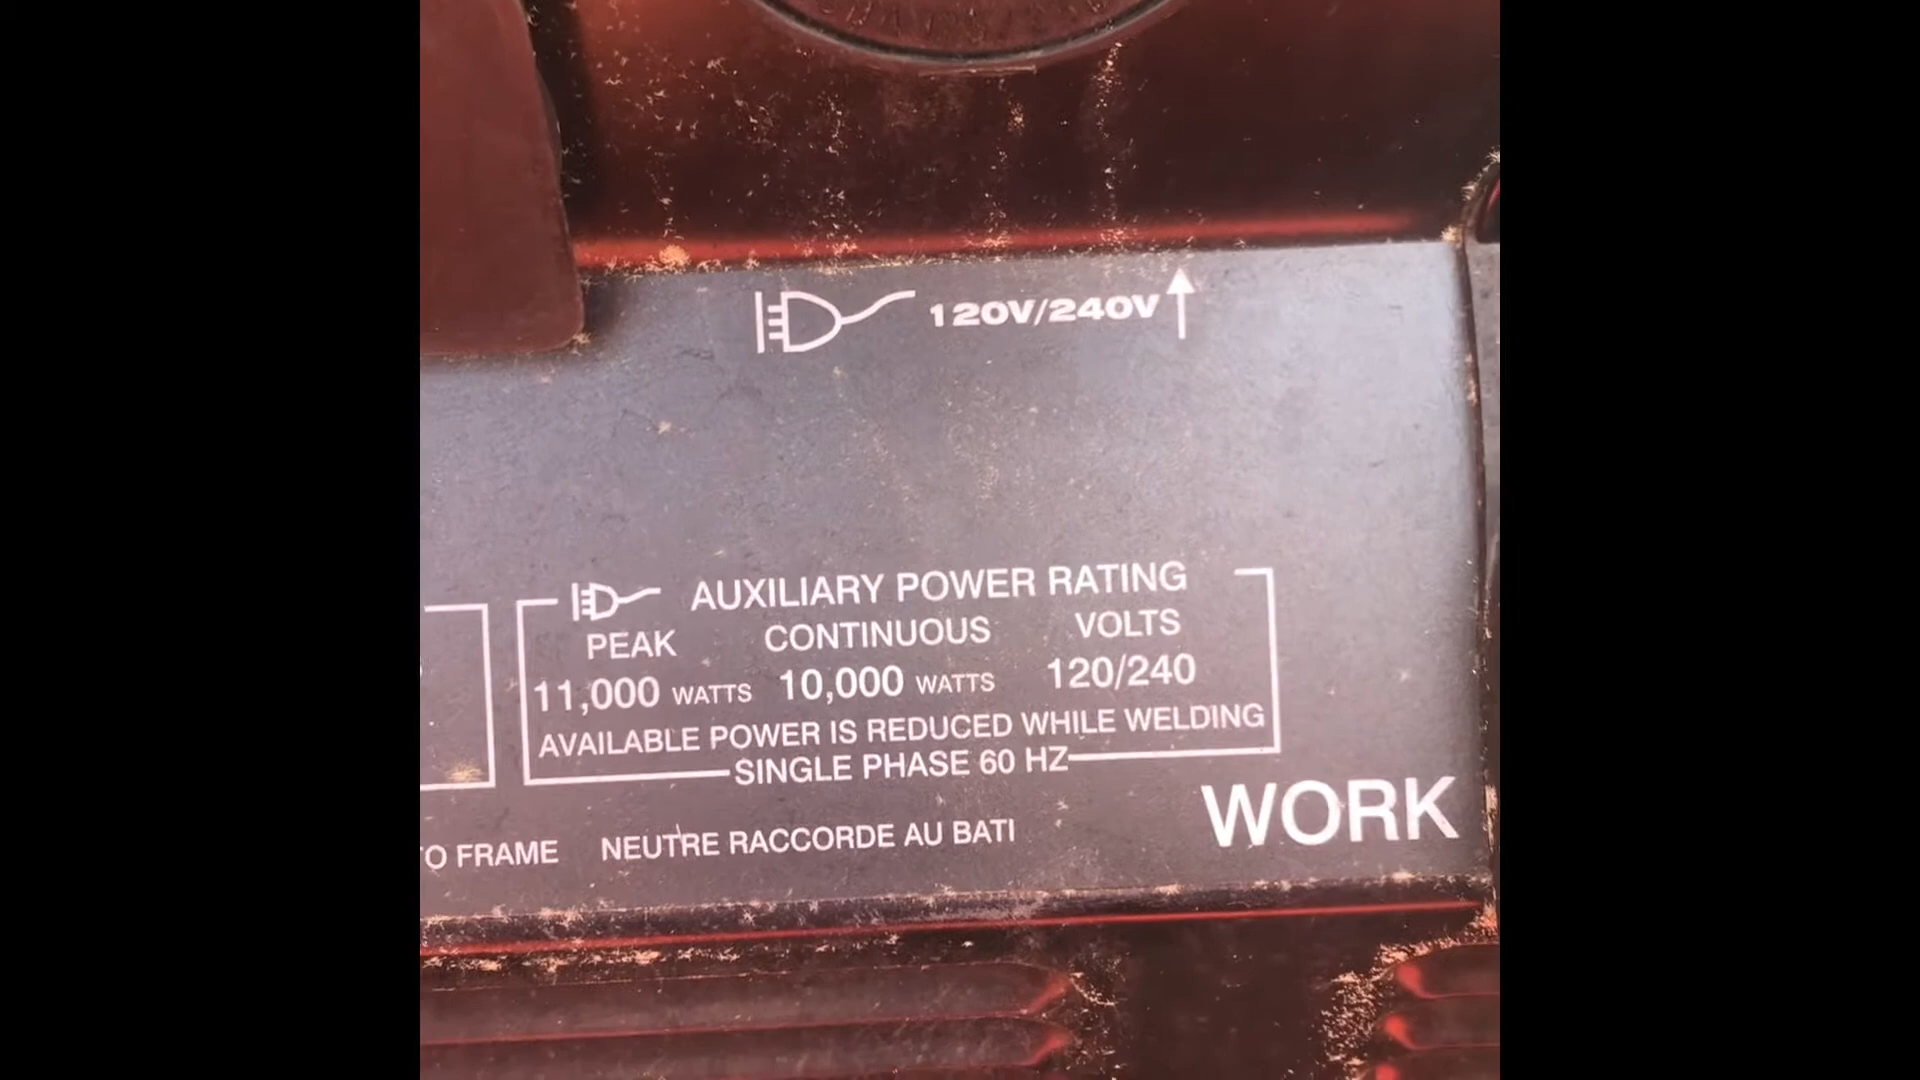 120V/240V
AUXILIARY POWER RATING
PEAK CONTINUOUS VOLTS
11,000 WATTS 10,000 WATTS 120/240
AVAILABLE POWER IS REDUCED WHILE WELDING
SINGLE PHASE 60 HZ
WORK
O FRAME NEUTRE RACCORDE AU BATI